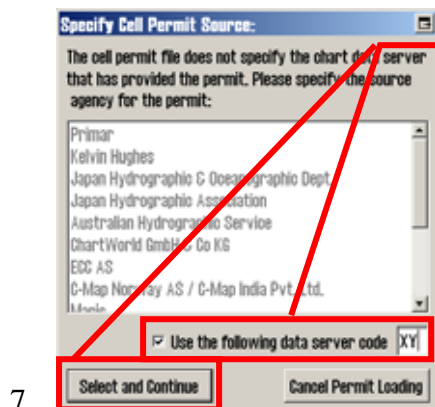 Specify Cell Permit Source:
The cell permit file does not specify the chart data server
that has provided the permit. Please specify the source
agency for the permit:
Primar
Kelvin Hughes
Japan Hydrographic & Oceanographic Dept.
Japan Hydrographic Association
Australian Hydrographic Service
ChartWorld GmbH & Co KG
ECC AS
C-Map Norway AS / C-Map India Pvt. Ltd.
Use the following data server code XY
7 Select and Continue Cancel Permit Loading